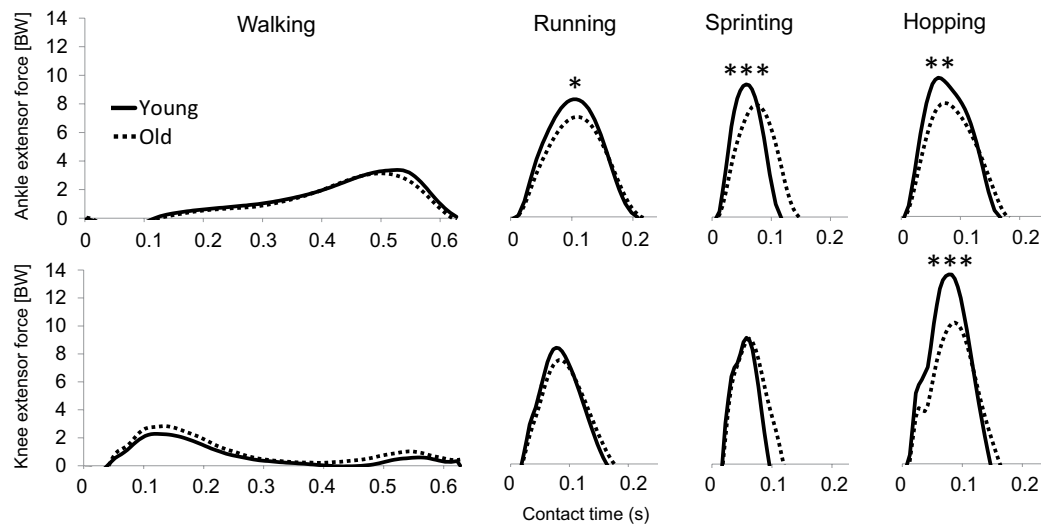 Walking Running Sprinting Hopping
Ankle extensor force [BW]
14
12
10
8
6
4
2
0
Young
Old
* *** **
0 0.1 0.2 0.3 0.4 0.5 0.6 0 0.1 0.2 0 0.1 0.2 0 0.1 0.2
Knee extensor force [BW]
14
12
10
8
6
4
2
0
***
0 0.1 0.2 0.3 0.4 0.5 0.6 0 0.1 0.2 0 0.1 0.2 0 0.1 0.2
Contact time (s)